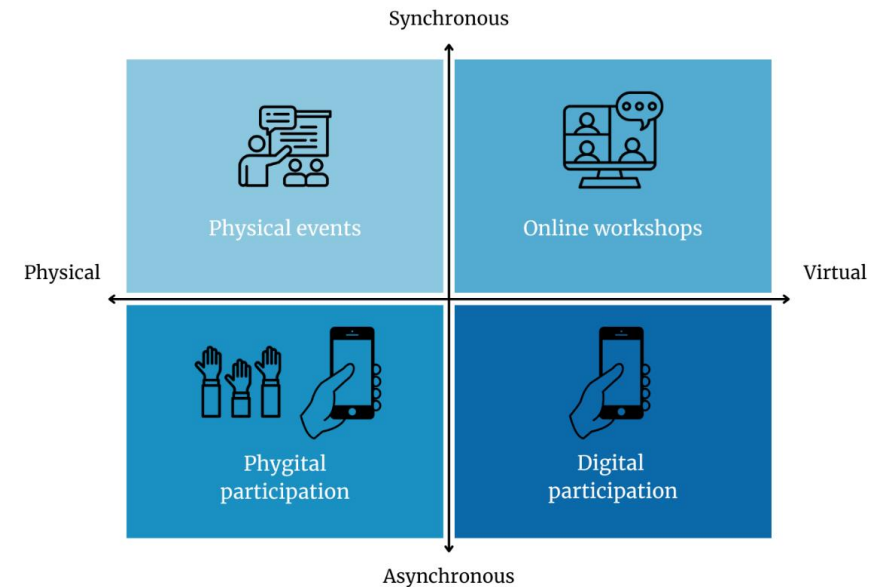 Synchronous
Physical events
Online workshops
Physical
Virtual
Phygital
participation
Digital
participation
Asynchronous